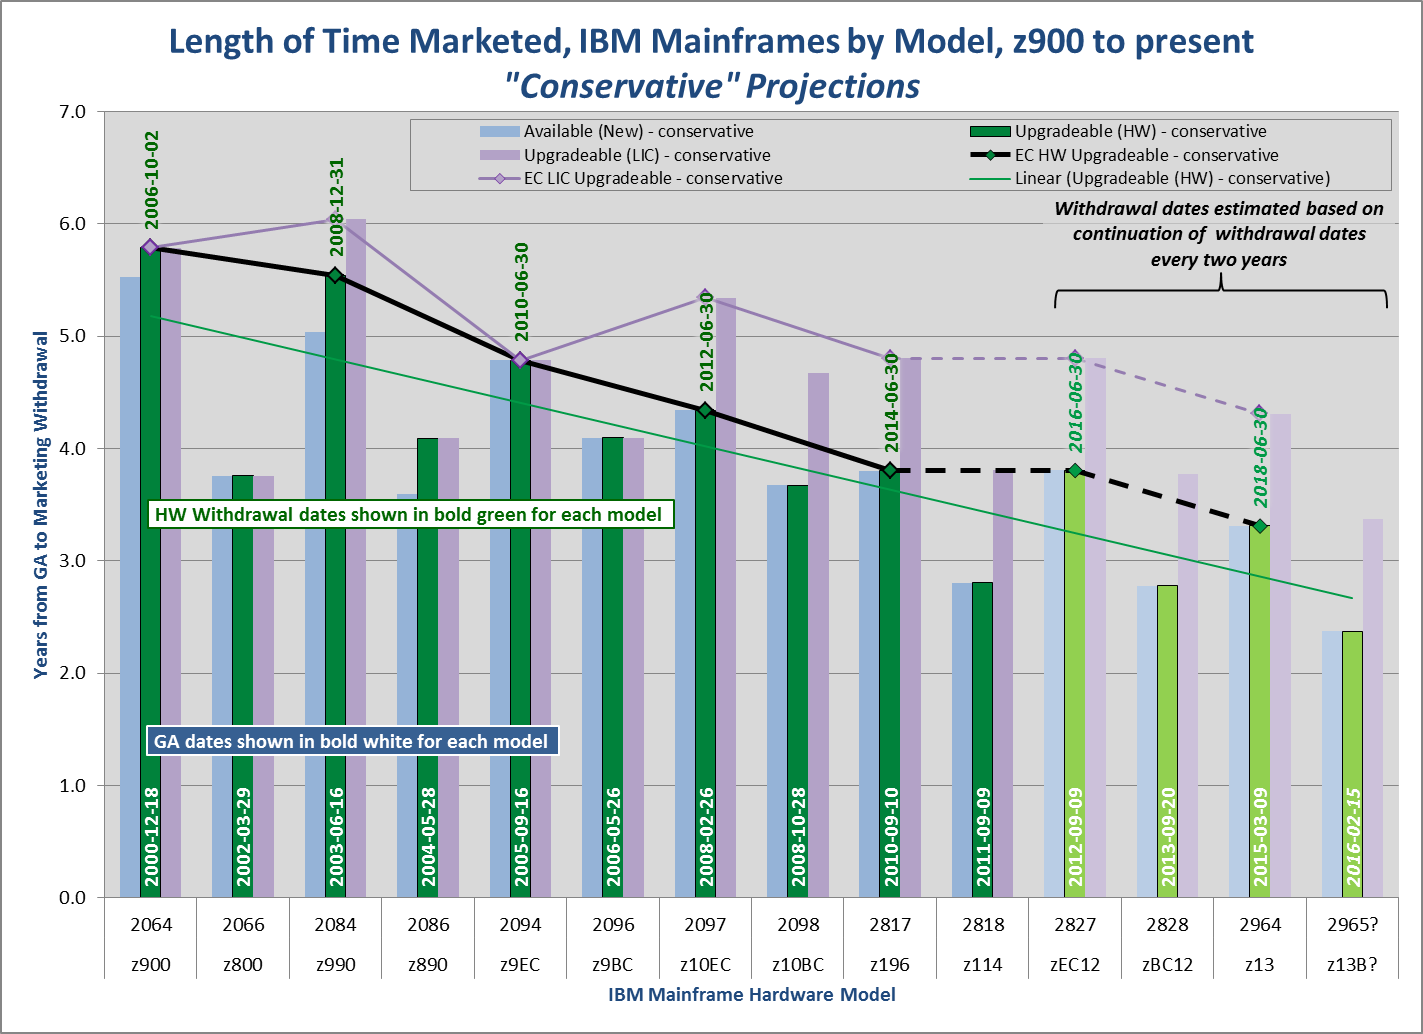 Length of Time Marketed, IBM Mainframes by Model, z900 to present
"Conservative" Projections
Years from GA to Marketing Withdrawal
7.0
6.0
5.0
4.0
3.0
2.0
1.0
0.0
Available (New) - conservative
Upgradeable (HW) - conservative
Upgradeable (LIC) - conservative
EC HW Upgradeable - conservative
EC LIC Upgradeable - conservative
Linear (Upgradeable (HW) - conservative)
Withdrawal dates estimated based on
continuation of withdrawal dates
every two years
2006-10-02
2008-12-31
2010-06-30
2012-06-30
2014-06-30
2016-06-30
2018-06-30
HW Withdrawal dates shown in bold green for each model
GA dates shown in bold white for each model
2000-12-18
2002-03-29
2003-06-16
2004-05-28
2005-09-16
2006-05-26
2008-02-26
2008-10-28
2010-09-10
2011-09-09
2012-09-09
2013-09-20
2015-03-09
2016-02-15
2064 2066 2084 2086 2094 2096 2097 2098 2817 2818 2827 2828 2964 2965?
z900 z800 z990 z890 z9EC z9BC z10EC z10BC z196 z114 zEC12 zBC12 z13 z13B?
IBM Mainframe Hardware Model